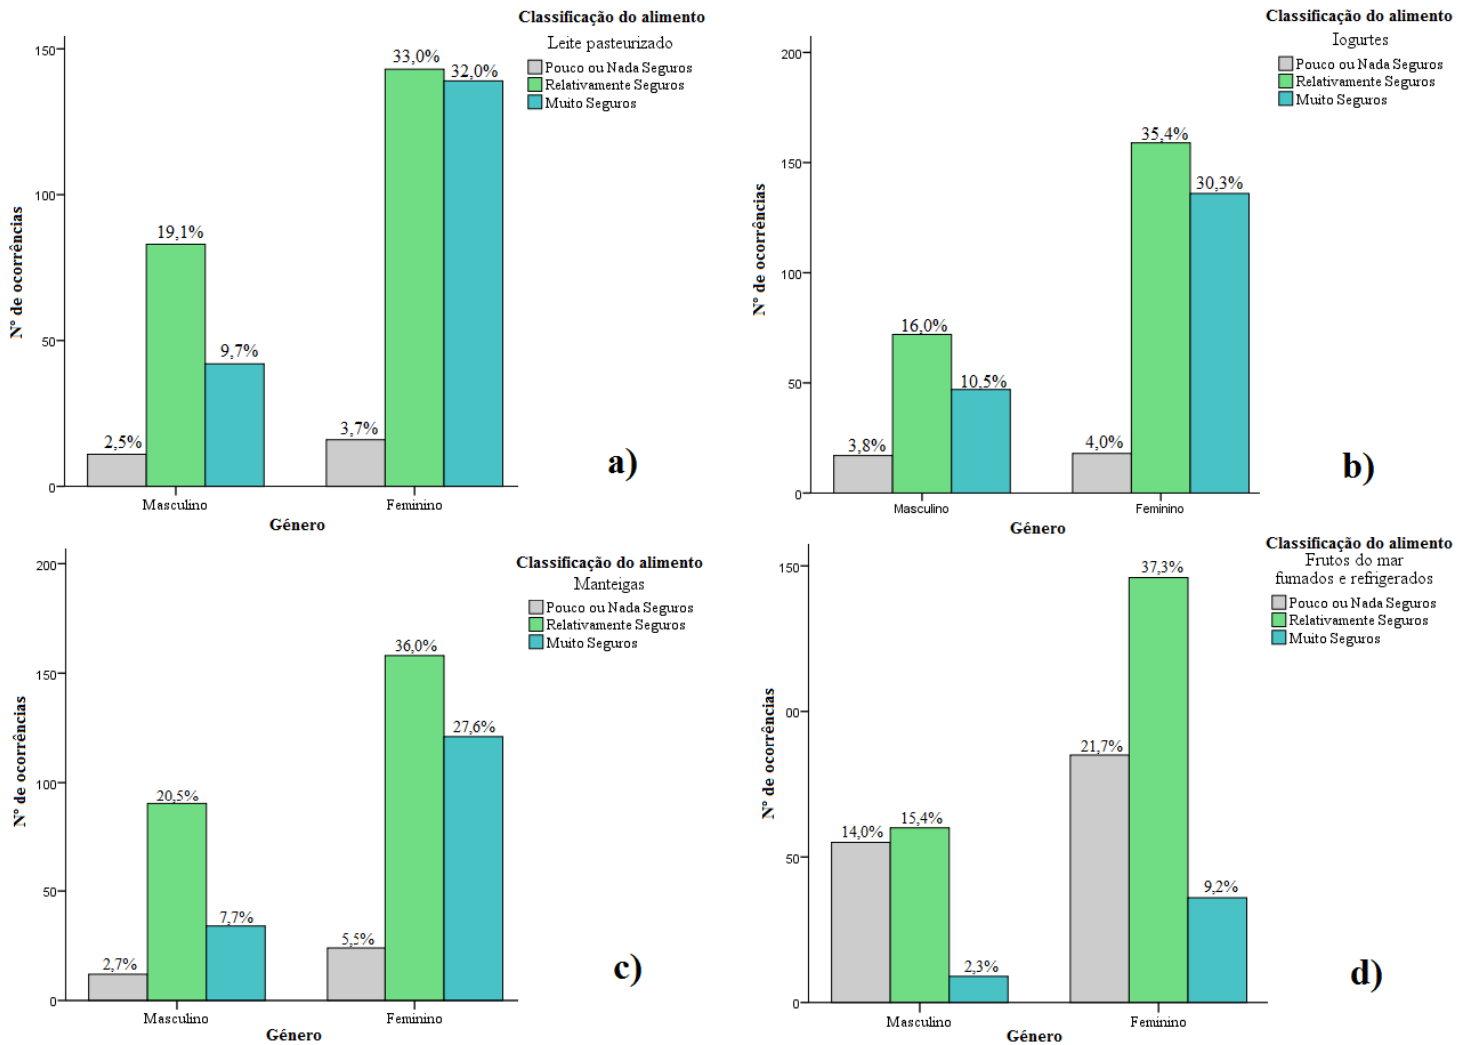 Classificação do alimento
Leite pasteurizado
Pouco ou Nada Seguros
Relativamente Seguros
Muito Seguros
Nº de ocorrências
150
100
50
0
2,5%
19,1%
9,7%
3,7%
33,0%
32,0%
Masculino
Feminino
Género
a)
Classificação do alimento
Iogurtes
Pouco ou Nada Seguros
Relativamente Seguros
Muito Seguros
Nº de ocorrências
200
150
100
50
0
3,8%
16,0%
10,5%
4,0%
35,4%
30,3%
Masculino
Feminino
Género
b)
Classificação do alimento
Manteigas
Pouco ou Nada Seguros
Relativamente Seguros
Muito Seguros
Nº de ocorrências
200
150
100
50
0
2,7%
20,5%
7,7%
5,5%
36,0%
27,6%
Masculino
Feminino
Género
c)
Classificação do alimento
Frutos do mar
fumados e refrigerados
Pouco ou Nada Seguros
Relativamente Seguros
Muito Seguros
Nº de ocorrências
150
00
50
0
14,0%
15,4%
2,3%
21,7%
37,3%
9,2%
Masculino
Feminino
Género
d)